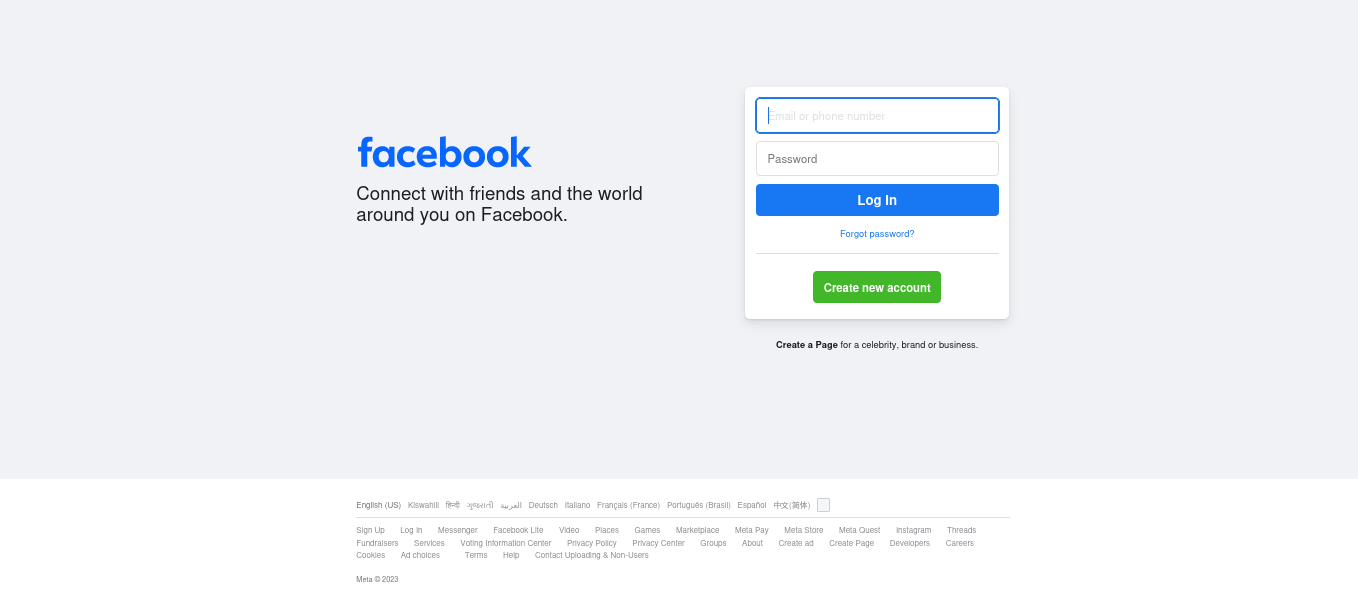 facebook
Connect with friends and the world
around you on Facebook.
Email or phone number
Password
Log In
Forgot password?
Create new account
Create a Page for a celebrity, brand or business.
English (US) Kiswahili हिन्दी ગુજરાતી العربية Deutsch Italiano Français (France) Português (Brasil) Español 中文(简体)
Sign Up Log In Messenger Facebook Lite Video Places Games Marketplace Meta Pay Meta Store Meta Quest Instagram Threads
Fundraisers Services Voting Information Center Privacy Policy Privacy Center Groups About Create ad Create Page Developers Careers
Cookies Ad choices Terms Help Contact Uploading & Non-Users
Meta © 2023